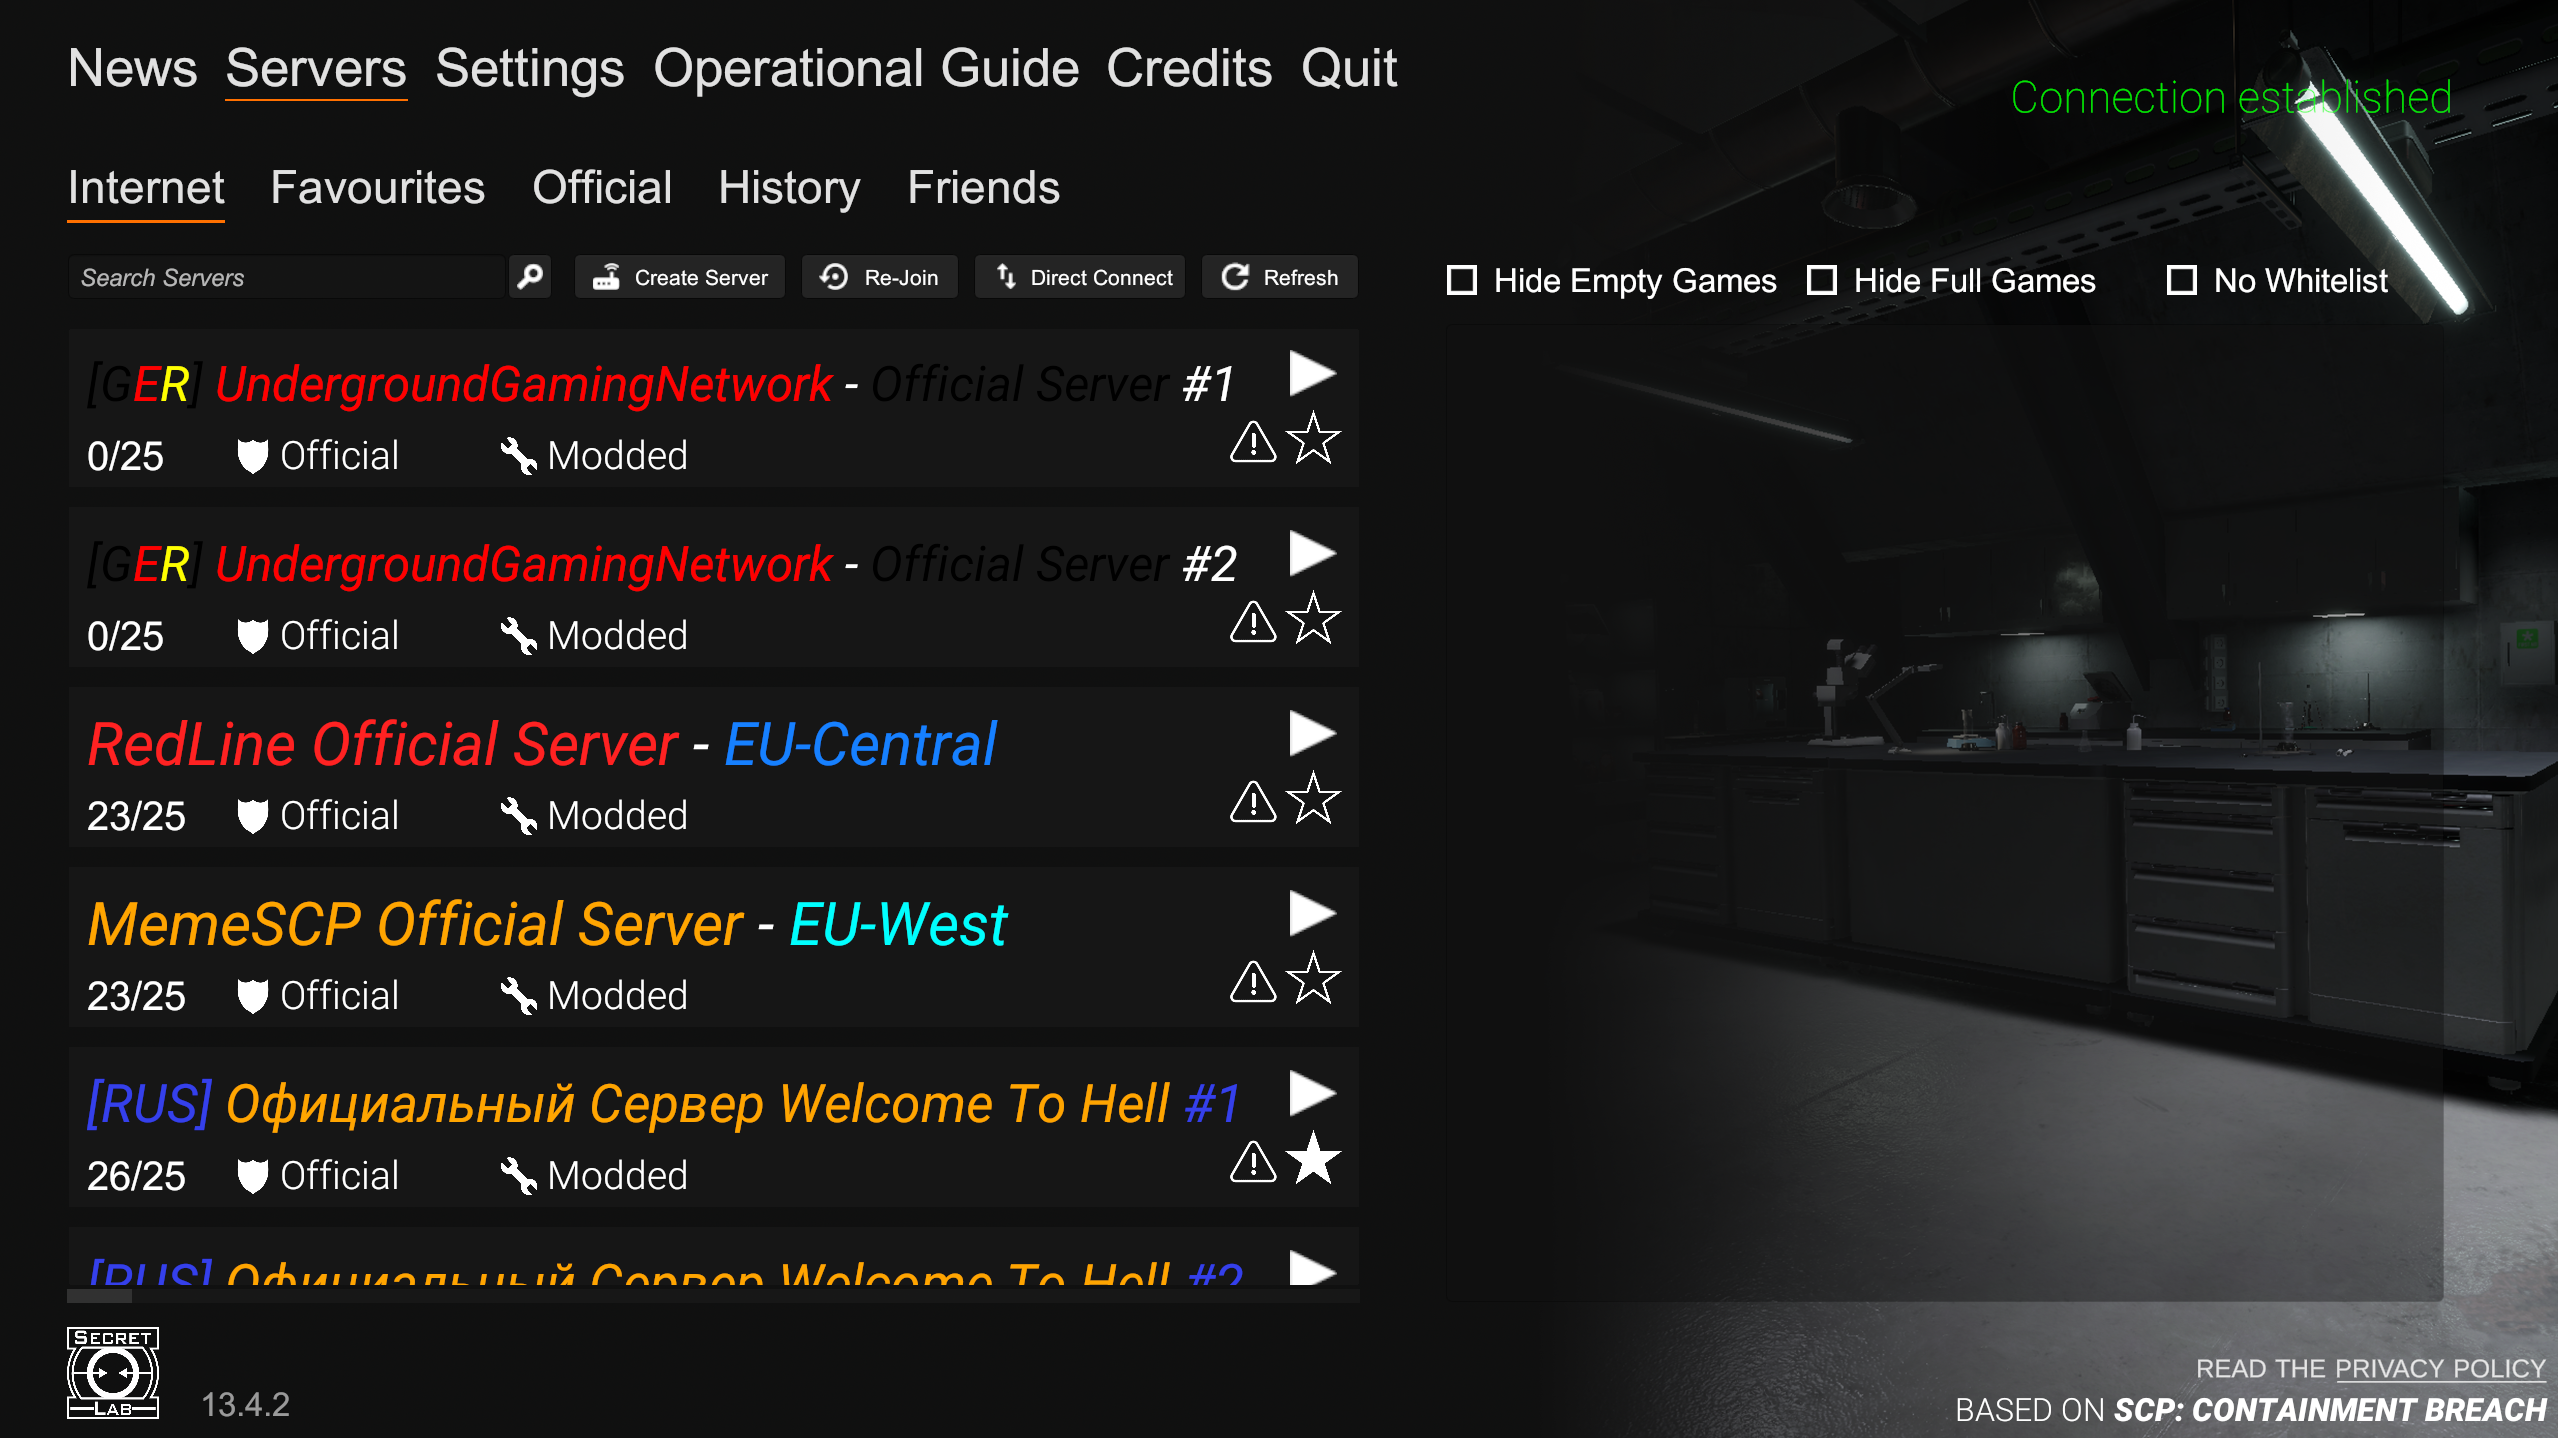 News Servers Settings Operational Guide Credits Quit
Connection established
Internet Favourites Official History Friends
Search Servers Create Server Re-Join Direct Connect Refresh Hide Empty Games Hide Full Games No Whitelist
[GER] UndergroundGamingNetwork - Official Server #1
0/25 Official Modded
[GER] UndergroundGamingNetwork - Official Server #2
0/25 Official Modded
RedLine Official Server - EU-Central
23/25 Official Modded
MemeSCP Official Server - EU-West
23/25 Official Modded
[RUS] Официальный Сервер Welcome To Hell #1
26/25 Official Modded
[RUS] Официальный Сервер Welcome To Hell #2
SECRET
LAB
13.4.2
READ THE PRIVACY POLICY
BASED ON SCP: CONTAINMENT BREACH